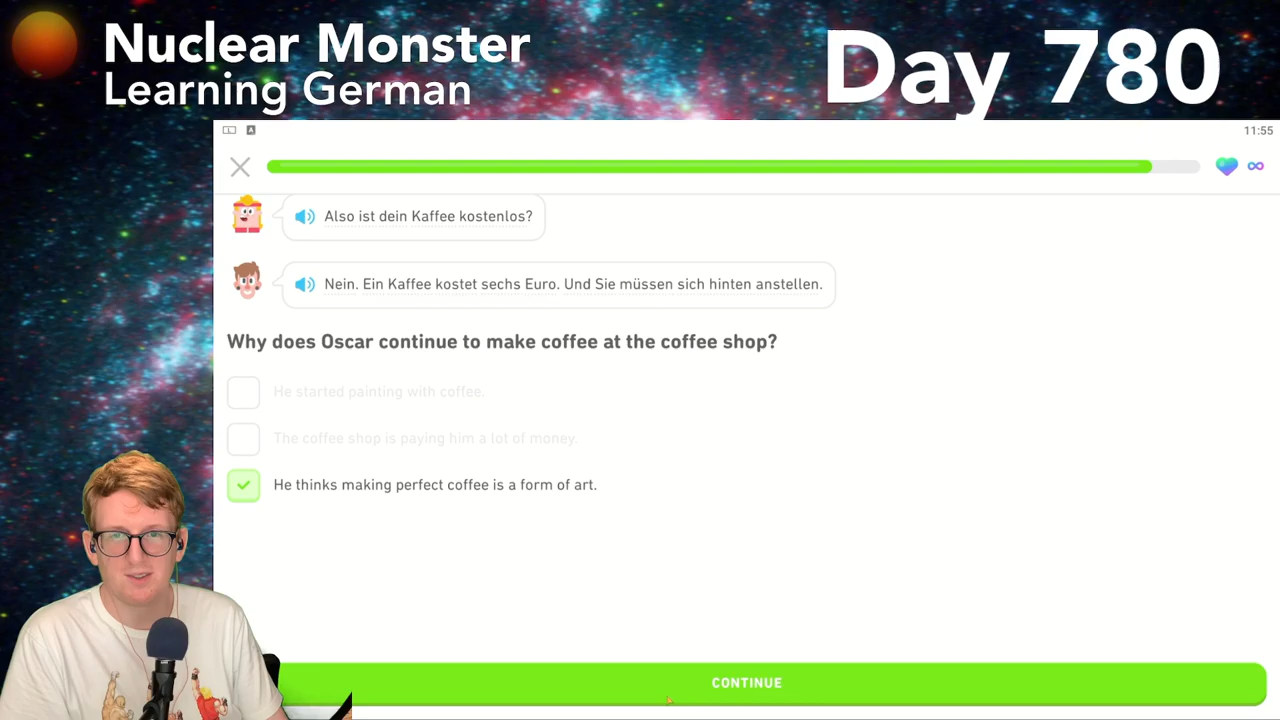 Nuclear Monster
Learning German
Day 780
11:55
Also ist dein Kaffee kostenlos?
Nein. Ein Kaffee kostet sechs Euro. Und Sie müssen sich hinten anstellen.
Why does Oscar continue to make coffee at the coffee shop?
He started painting with coffee.
The coffee shop is paying him a lot of money.
He thinks making perfect coffee is a form of art.
CONTINUE